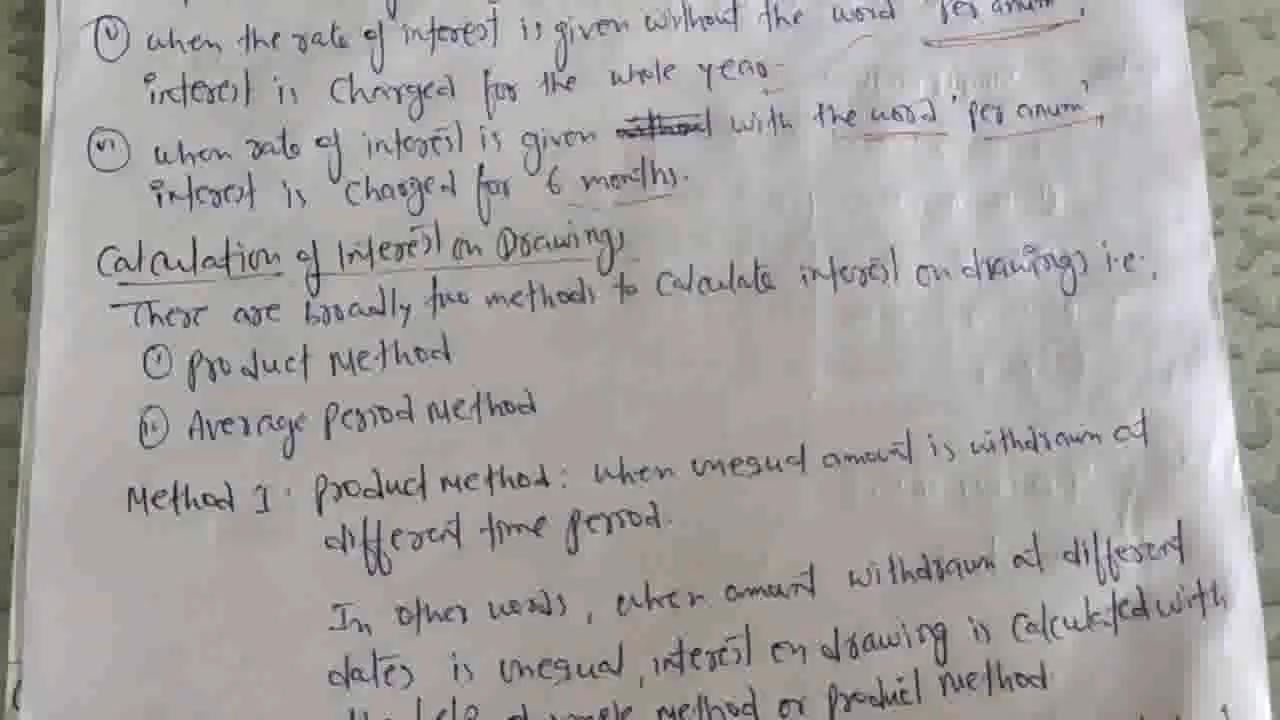 (v) when the rate of interest is given without the word 'per anum',
interest is charged for the whole year.
(vi) when rate of interest is given with the word 'per anum',
interest is charged for 6 months.
Calculation of Interest on Drawings
There are broadly two methods to calculate interest on drawings i.e.
(i) product Method
(ii) Average period Method
Method I : product method : when unequal amount is withdrawn at
different time period.
In other words, when amount withdrawn at different
dates is unequal, interest on drawing is calculated with
the help of simple method or product method